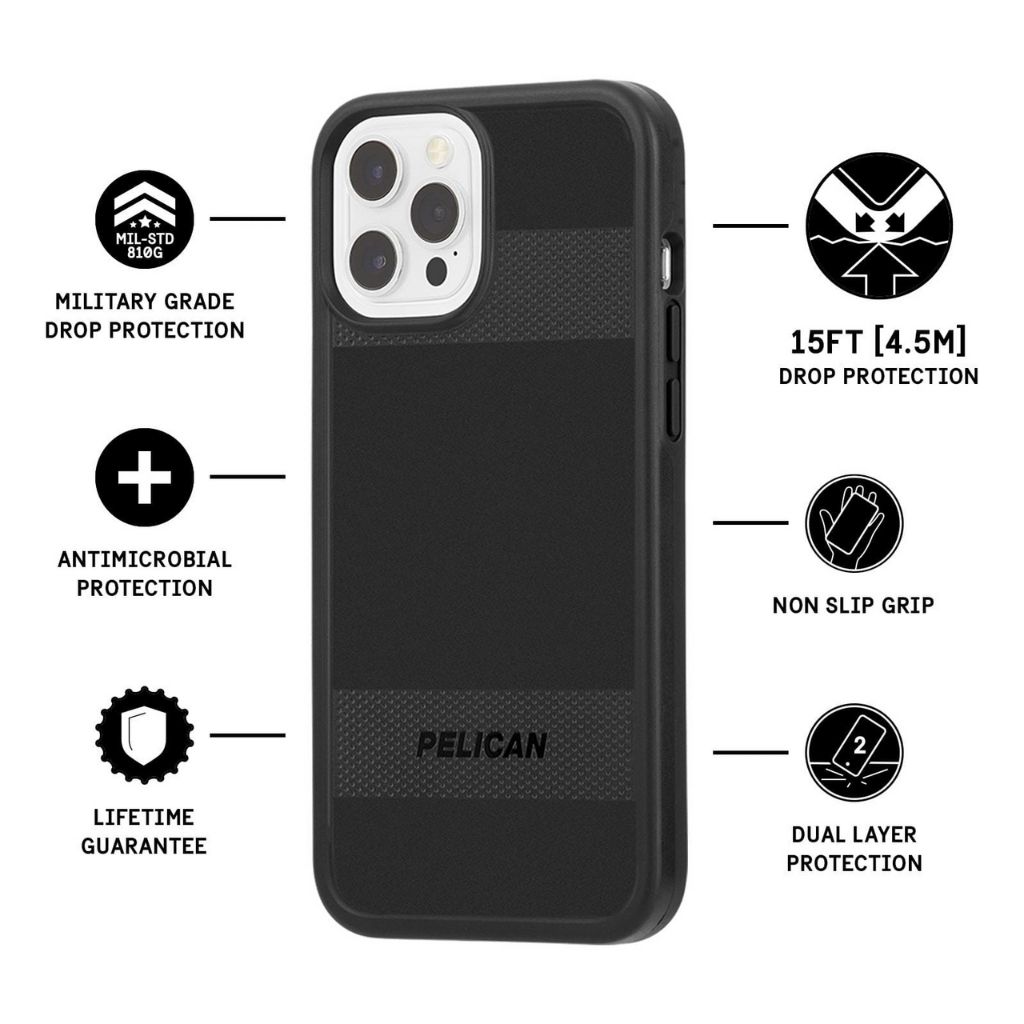 MIL-STD
810G
MILITARY GRADE
DROP PROTECTION
ANTIMICROBIAL
PROTECTION
LIFETIME
GUARANTEE
PELICAN
15FT [4.5M]
DROP PROTECTION
NON SLIP GRIP
2
DUAL LAYER
PROTECTION